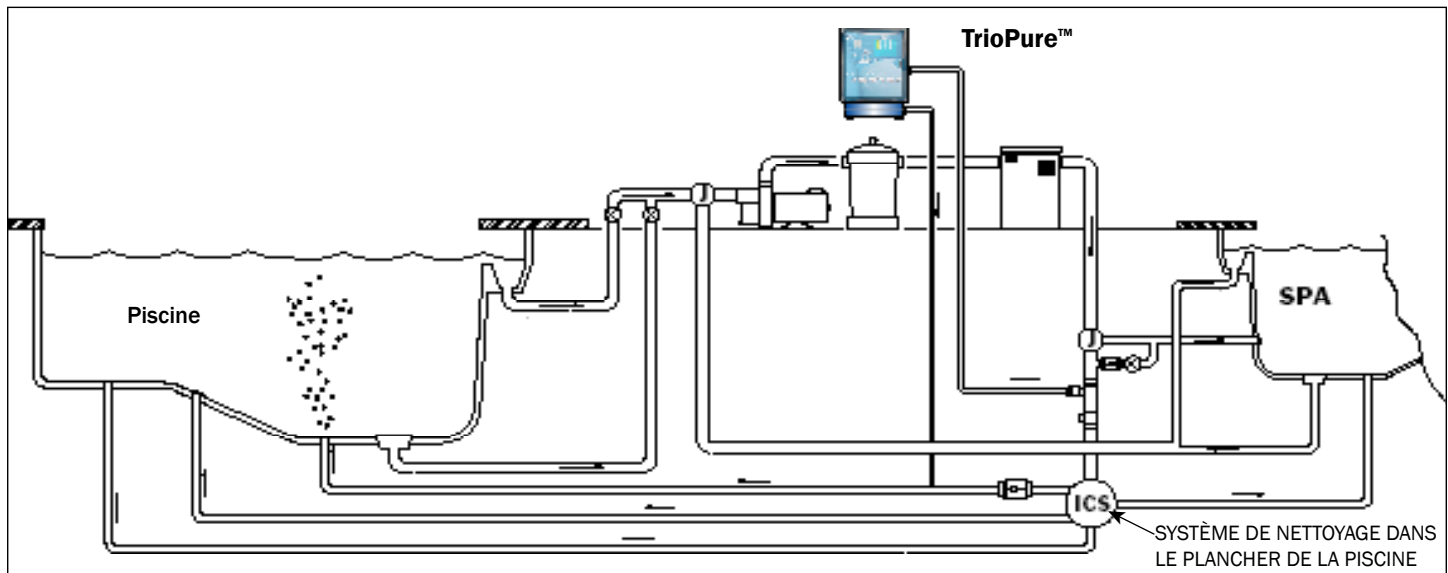 TrioPure™
Piscine
SPA
ICS
SYSTÈME DE NETTOYAGE DANS
LE PLANCHER DE LA PISCINE